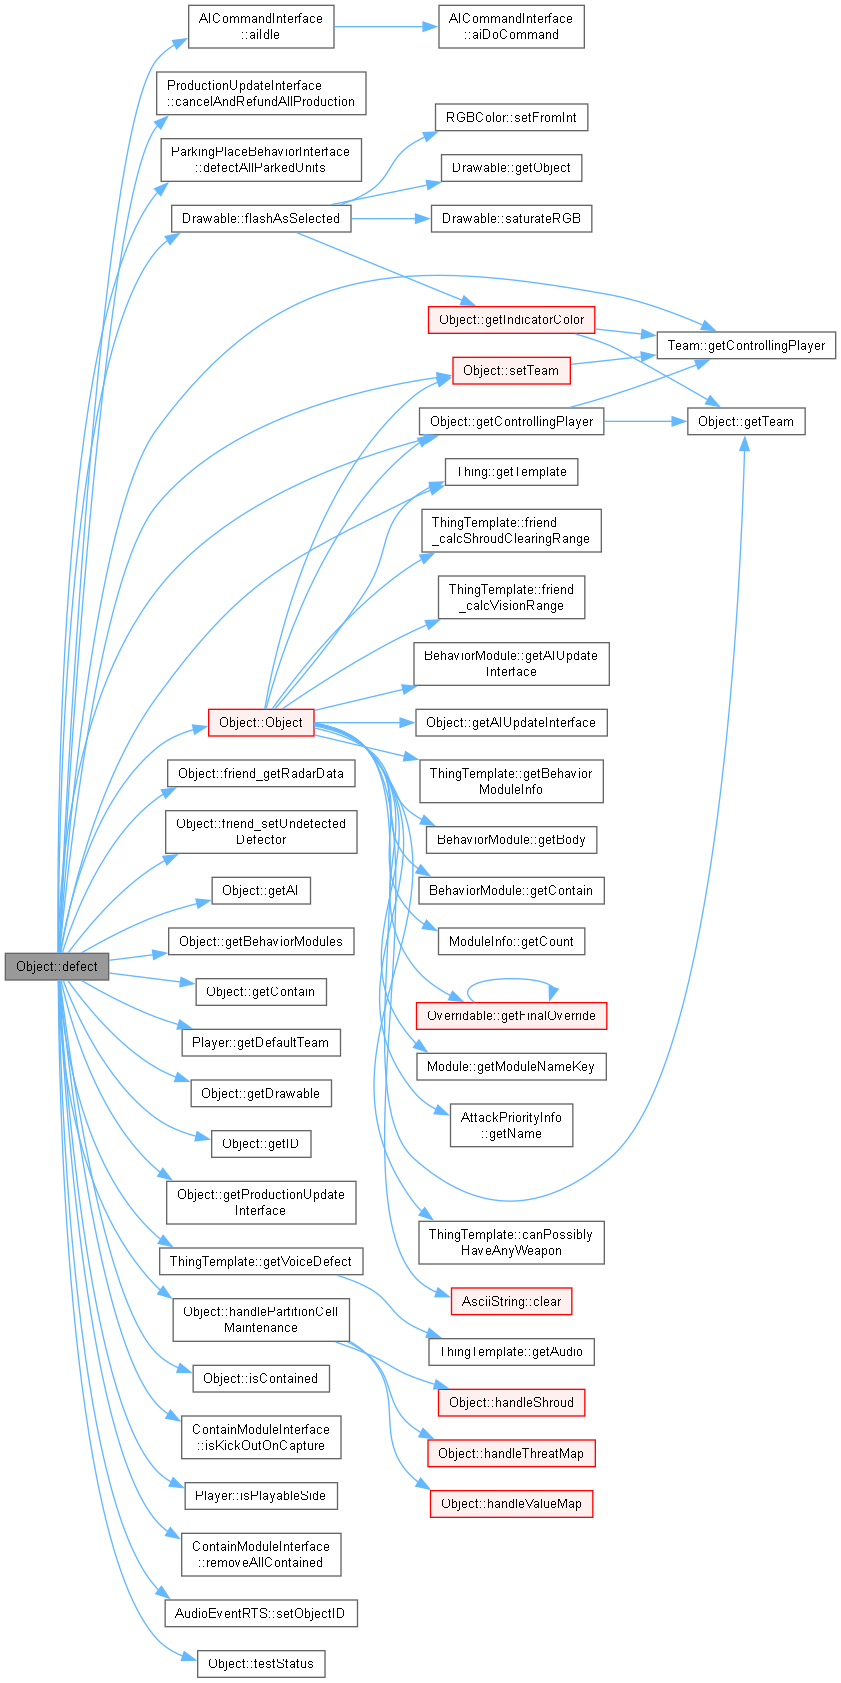 AICommandInterface
::aiIdle
AICommandInterface
::aiDoCommand
ProductionUpdateInterface
::cancelAndRefundAllProduction
RGBColor::setFromInt
ParkingPlaceBehaviorInterface
::defectAllParkedUnits
Drawable::getObject
Drawable::flashAsSelected
Drawable::saturateRGB
Object::getIndicatorColor
Team::getControllingPlayer
Object::setTeam
Object::getControllingPlayer
Object::getTeam
Thing::getTemplate
ThingTemplate::friend
_calcShroudClearingRange
ThingTemplate::friend
_calcVisionRange
BehaviorModule::getAIUpdate
Interface
Object::Object
Object::getAIUpdateInterface
Object::friend_getRadarData
ThingTemplate::getBehavior
ModuleInfo
Object::friend_setUndetected
Defector
BehaviorModule::getBody
Object::getAI
BehaviorModule::getContain
Object::getBehaviorModules
ModuleInfo::getCount
Object::defect
Object::getContain
Overridable::getFinalOverride
Player::getDefaultTeam
Module::getModuleNameKey
Object::getDrawable
AttackPriorityInfo
::getName
Object::getID
Object::getProductionUpdate
Interface
ThingTemplate::canPossibly
HaveAnyWeapon
ThingTemplate::getVoiceDefect
AsciiString::clear
Object::handlePartitionCell
Maintenance
ThingTemplate::getAudio
Object::isContained
Object::handleShroud
ContainModuleInterface
::isKickOutOnCapture
Object::handleThreatMap
Player::isPlayableSide
Object::handleValueMap
ContainModuleInterface
::removeAllContained
AudioEventRTS::setObjectID
Object::testStatus